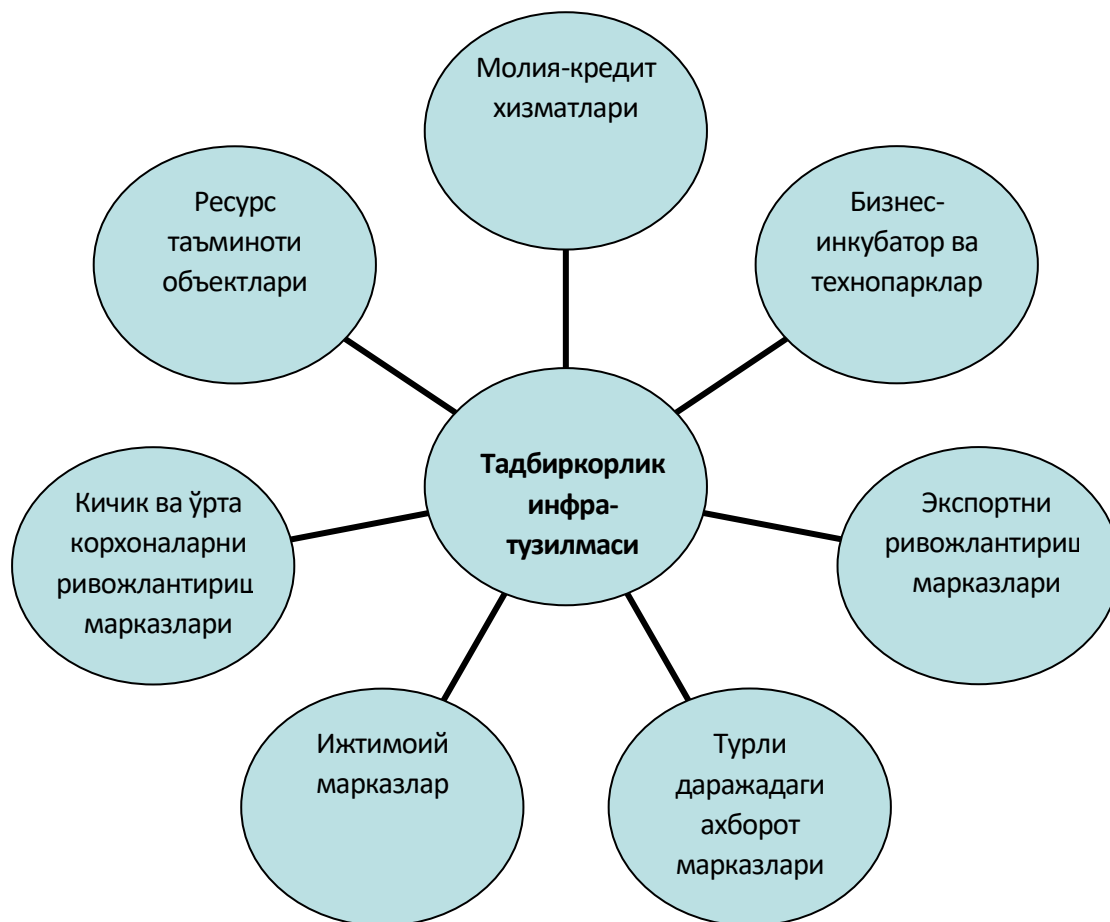 Молия-кредит
хизматлари
Ресурс
таъминоти
объектлари
Бизнес-
инкубатор ва
технопарклар
Тадбиркорлик
инфра-
тузилмаси
Кичик ва ўрта
корхоналарни
ривожлантириш
марказлари
Экспортни
ривожлантириш
марказлари
Ижтимоий
марказлар
Турли
даражадаги
ахборот
марказлари